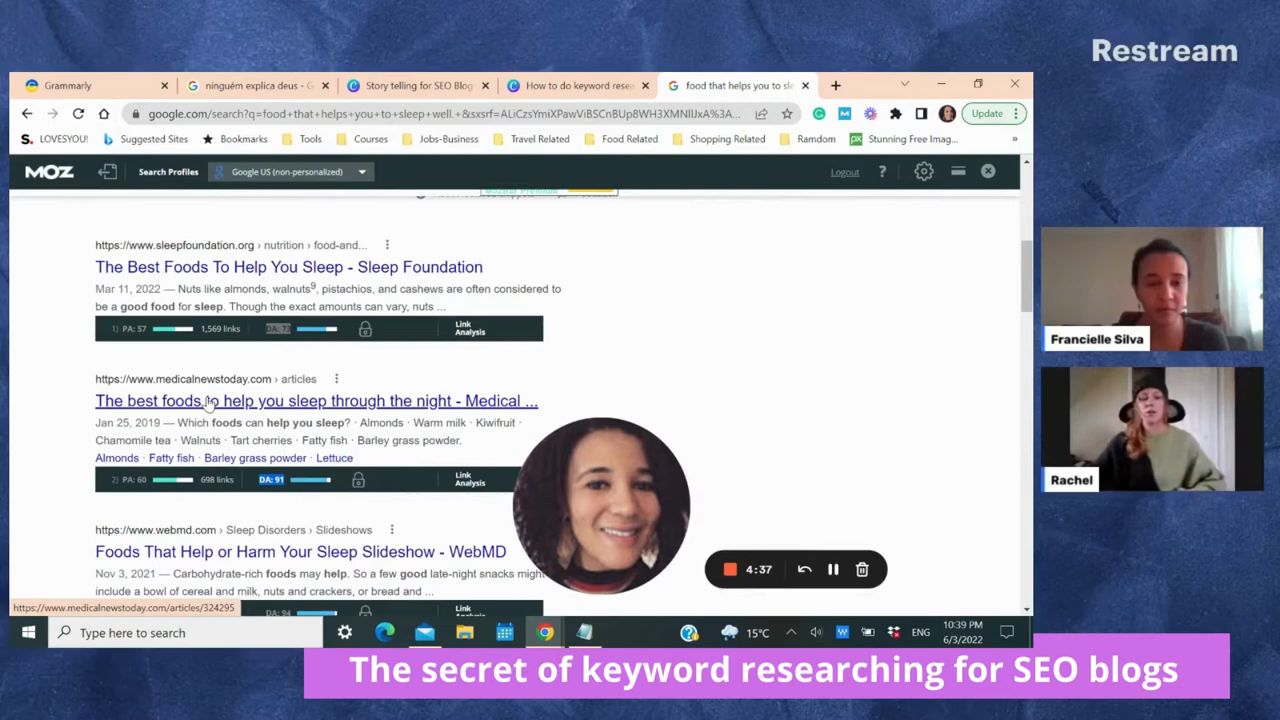 Restream
Grammarly
ninguém explica deus - G
Story telling for SEO Blog
How to do keyword resea
food that helps you to sle
google.com/search?q=food+that+helps+you+to+sleep+well.+&sxsrf=
Update
LOVESYOU!
Suggested Sites
Bookmarks
Tools
Courses
Jobs-Business
Travel Related
Food Related
Shopping Related
Ramdom
px
Stunning Free Imag...
»
MOZ
Search Profiles
Google US (non-personalized)
Logout
?
https://www.sleepfoundation.org › nutrition › food-and...
The Best Foods To Help You Sleep - Sleep Foundation
Mar 11, 2022 — Nuts like almonds, walnuts9, pistachios, and cashews are often considered to
be a good food for sleep. Though the exact amounts can vary, nuts ...
1) PA: 57 1,569 links DA: 73 Link
Analysis
https://www.medicalnewstoday.com › articles
The best foods to help you sleep through the night - Medical ...
Jan 25, 2019 — Which foods can help you sleep? · Almonds · Warm milk · Kiwifruit ·
Chamomile tea · Walnuts · Tart cherries · Fatty fish · Barley grass powder.
Almonds · Fatty fish · Barley grass powder · Lettuce
2) PA: 60 698 links DA: 91 Link
Analysis
https://www.webmd.com › Sleep Disorders › Slideshows
Foods That Help or Harm Your Sleep Slideshow - WebMD
Nov 3, 2021 — Carbohydrate-rich foods may help. So a few good late-night snacks might
include a bowl of cereal and milk, nuts and crackers, or bread and ...
DA: 94 Link
https://www.medicalnewstoday.com/articles/324295
4:37
Francielle Silva
Rachel
Type here to search
15°C
ENG
10:39 PM
6/3/2022
The secret of keyword researching for SEO blogs